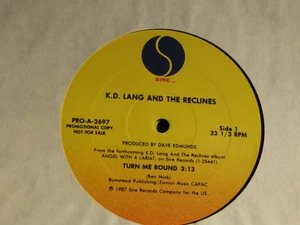 SIRE
K.D. LANG AND THE RECLINES
PRO-A-2697
PROMOTIONAL COPY
NOT FOR SALE
Side 1
33 1/3 RPM
PRODUCED BY DAVE EDMUNDS
From the forthcoming K.D. Lang And The Reclines album
ANGEL WITH A LARIAT, on Sire Records (1-25441)
TURN ME ROUND 3:13
(Ben Mink)
Bumstead Publishing/Zavion Music CAPAC
℗ 1987 Sire Records Company for the US